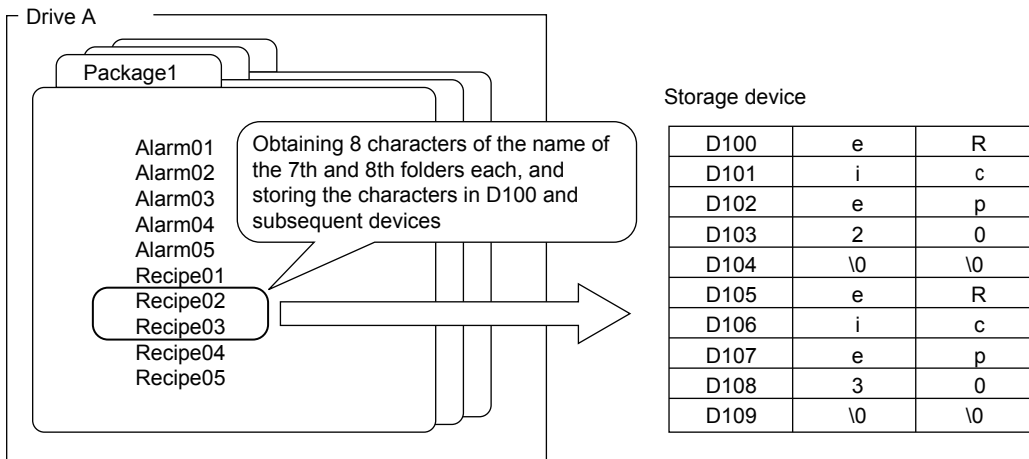 Drive A
Package1
Alarm01
Alarm02
Alarm03
Alarm04
Alarm05
Recipe01
Recipe02
Recipe03
Recipe04
Recipe05
Obtaining 8 characters of the name of
the 7th and 8th folders each, and
storing the characters in D100 and
subsequent devices
Storage device
D100 e R
D101 i c
D102 e p
D103 2 0
D104 \0 \0
D105 e R
D106 i c
D107 e p
D108 3 0
D109 \0 \0